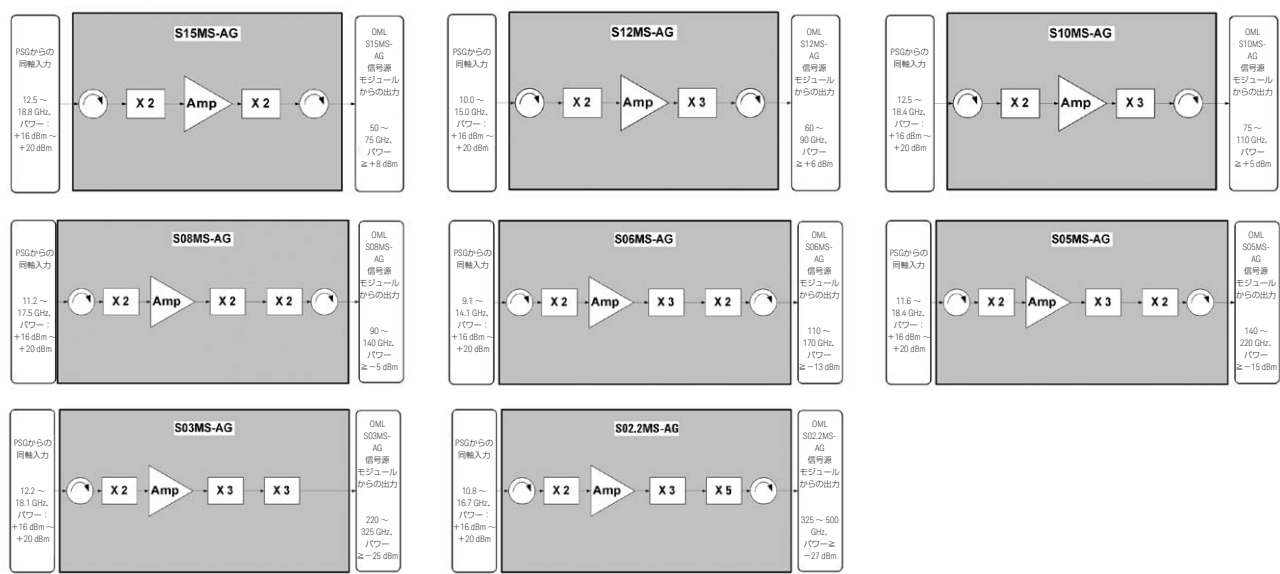 S15MS-AG
PSGからの
同軸入力
12.5～
18.8 GHz、
パワー：
+16 dBm～
+20 dBm
X 2
Amp
X 2
OML
S15MS-
AG
信号源
モジュール
からの出力
50～
75 GHz、
パワー
≧+8 dBm
S12MS-AG
PSGからの
同軸入力
10.0～
15.0 GHz、
パワー：
+16 dBm～
+20 dBm
X 2
Amp
X 3
OML
S12MS-
AG
信号源
モジュール
からの出力
60～
90 GHz、
パワー
≧+6 dBm
S10MS-AG
PSGからの
同軸入力
12.5～
18.4 GHz、
パワー：
+16 dBm～
+20 dBm
X 2
Amp
X 3
OML
S10MS-
AG
信号源
モジュール
からの出力
75～
110 GHz、
パワー
≧+5 dBm
S08MS-AG
PSGからの
同軸入力
11.2～
17.5 GHz、
パワー：
+16 dBm～
+20 dBm
X 2
Amp
X 2
X 2
OML
S08MS-
AG
信号源
モジュール
からの出力
90～
140 GHz、
パワー
≧－5 dBm
S06MS-AG
PSGからの
同軸入力
9.1～
14.1 GHz、
パワー：
+16 dBm～
+20 dBm
X 2
Amp
X 3
X 2
OML
S06MS-
AG
信号源
モジュール
からの出力
110～
170 GHz、
パワー
≧－13 dBm
S05MS-AG
PSGからの
同軸入力
11.6～
18.4 GHz、
パワー：
+16 dBm～
+20 dBm
X 2
Amp
X 3
X 2
OML
S05MS-
AG
信号源
モジュール
からの出力
140～
220 GHz、
パワー
≧－15 dBm
S03MS-AG
PSGからの
同軸入力
12.2～
18.1 GHz、
パワー：
+16 dBm～
+20 dBm
X 2
Amp
X 3
X 3
OML
S03MS-
AG
信号源
モジュール
からの出力
220～
325 GHz、
パワー
≧－25 dBm
S02.2MS-AG
PSGからの
同軸入力
10.8～
16.7 GHz、
パワー：
+16 dBm～
+20 dBm
X 2
Amp
X 3
X 5
OML
S02.2MS-
AG
信号源
モジュール
からの出力
325～500
GHz、
パワー≧
－27 dBm